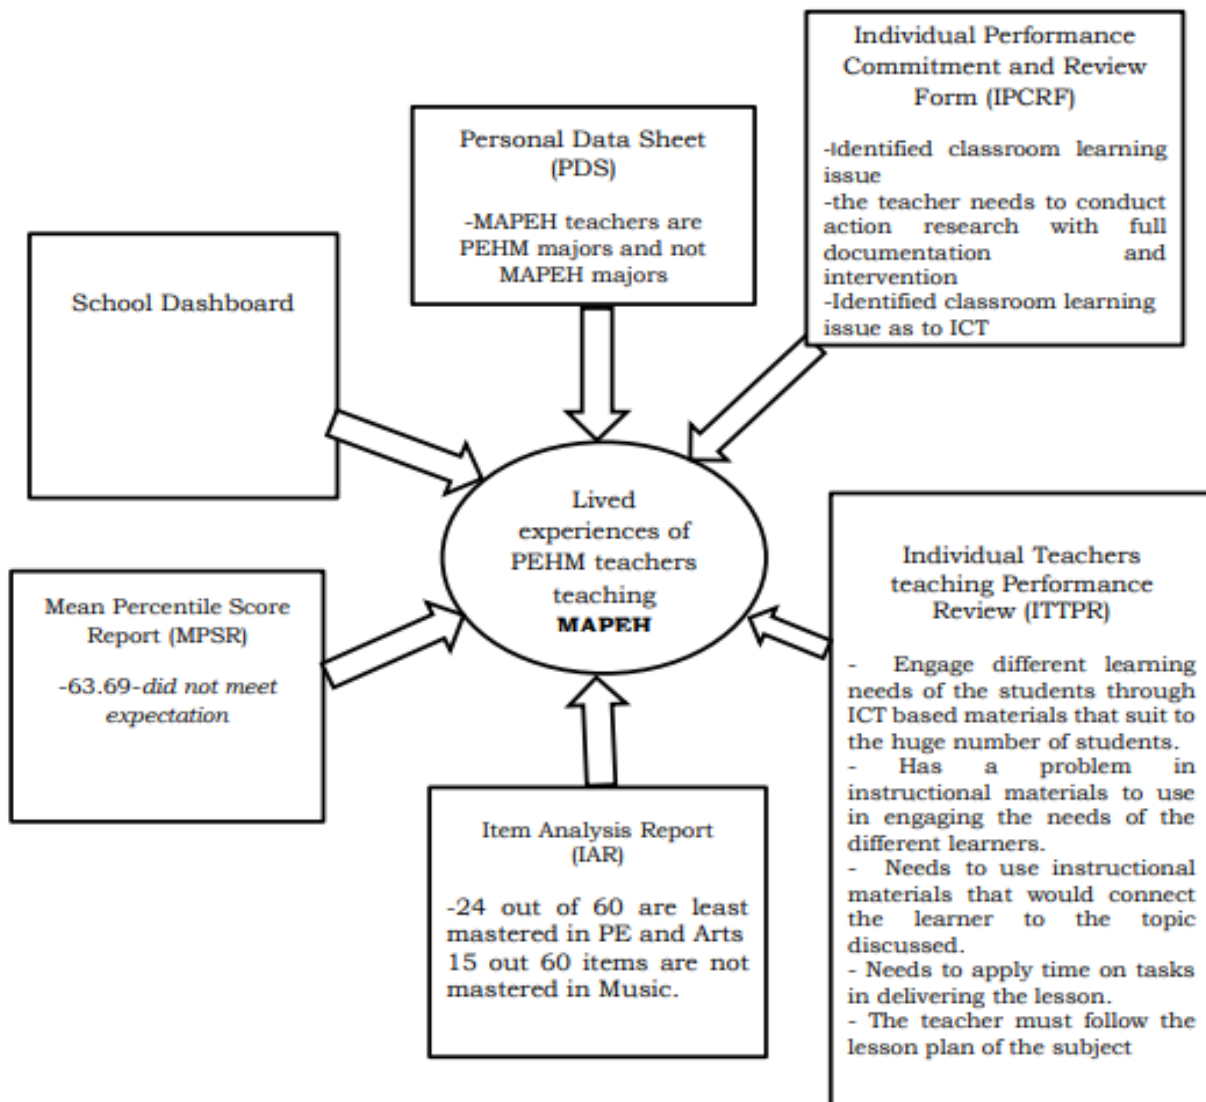 Individual Performance
Commitment and Review
Form (IPCRF)
-Identified classroom learning
issue
-the teacher needs to conduct
action research with full
documentation and
intervention
-Identified classroom learning
issue as to ICT
Personal Data Sheet
(PDS)
-MAPEH teachers are
PEHM majors and not
MAPEH majors
School Dashboard
Lived
experiences of
PEHM teachers
teaching
MAPEH
Mean Percentile Score
Report (MPSR)
-63.69-did not meet
expectation
Individual Teachers
teaching Performance
Review (ITTPR)
- Engage different learning
needs of the students through
ICT based materials that suit to
the huge number of students.
- Has a problem in
instructional materials to use
in engaging the needs of the
different learners.
- Needs to use instructional
materials that would connect
the learner to the topic
discussed.
- Needs to apply time on tasks
in delivering the lesson.
- The teacher must follow the
lesson plan of the subject
Item Analysis Report
(IAR)
-24 out of 60 are least
mastered in PE and Arts
15 out 60 items are not
mastered in Music.